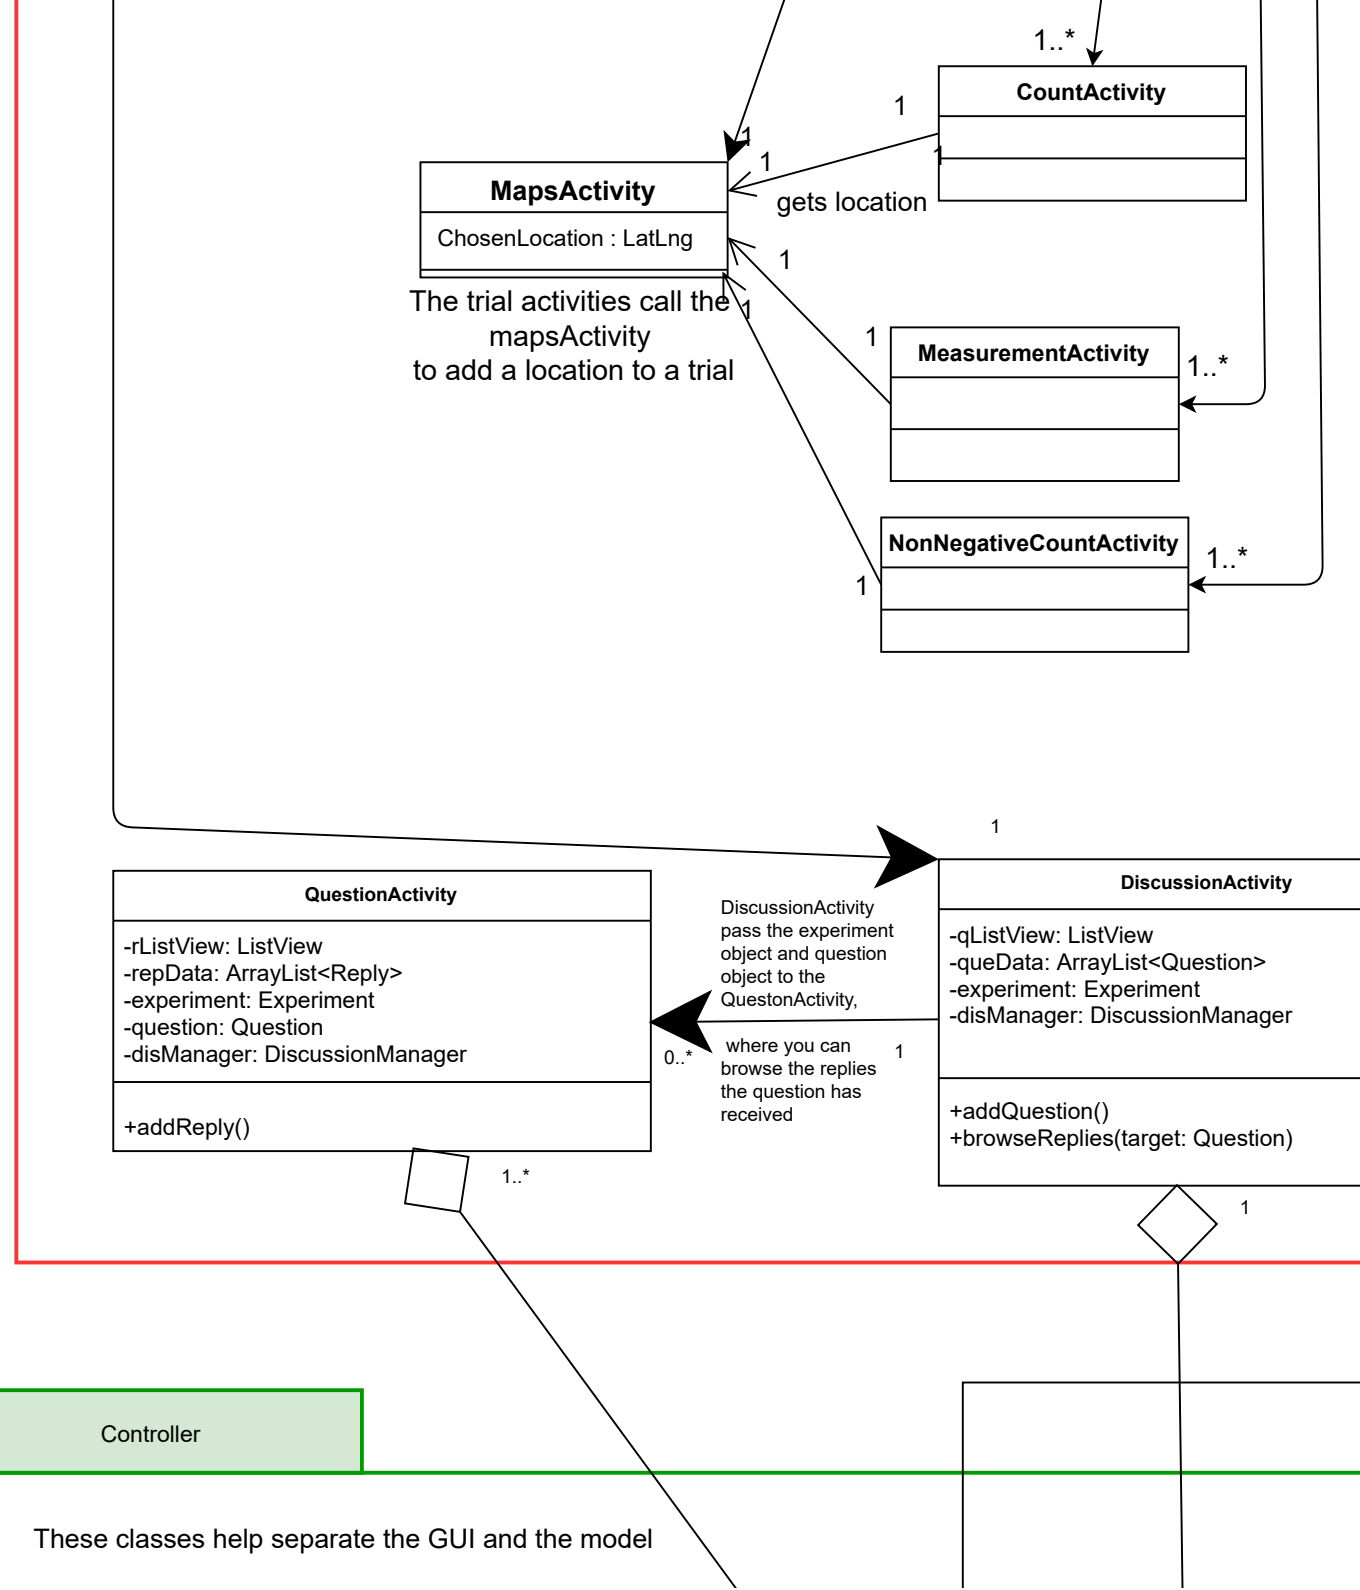 1..*
CountActivity
1
1
1
1
MapsActivity
gets location
ChosenLocation : LatLng
1
The trial activities call the
mapsActivity
to add a location to a trial
1
1
MeasurementActivity
1..*
NonNegativeCountActivity
1..*
1
1
QuestionActivity
-rListView: ListView
-repData: ArrayList<Reply>
-experiment: Experiment
-question: Question
-disManager: DiscussionManager
+addReply()
1..*
DiscussionActivity
pass the experiment
object and question
object to the
QuestonActivity,
0..*
1
where you can
browse the replies
the question has
received
DiscussionActivity
-qListView: ListView
-queData: ArrayList<Question>
-experiment: Experiment
-disManager: DiscussionManager
+addQuestion()
+browseReplies(target: Question)
1
Controller
These classes help separate the GUI and the model